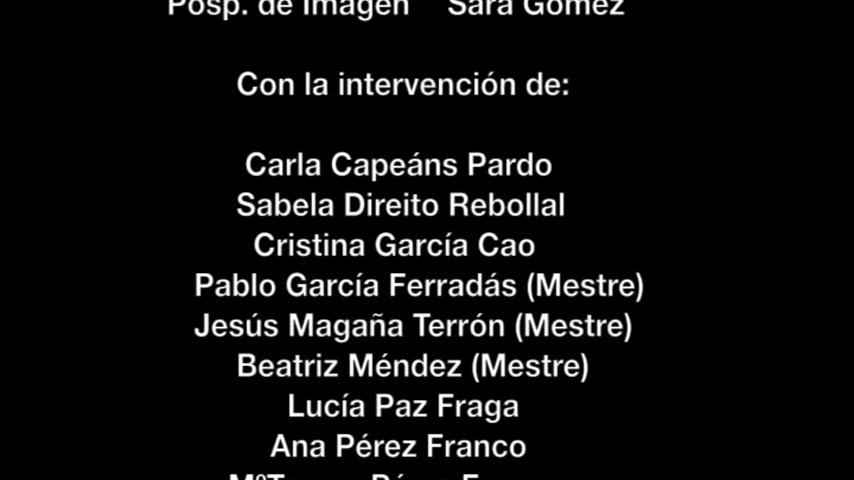 Posp. de Imagen Sara Gómez
Con la intervención de:
Carla Capeáns Pardo
Sabela Direito Rebollal
Cristina García Cao
Pablo García Ferradás (Mestre)
Jesús Magaña Terrón (Mestre)
Beatriz Méndez (Mestre)
Lucía Paz Fraga
Ana Pérez Franco